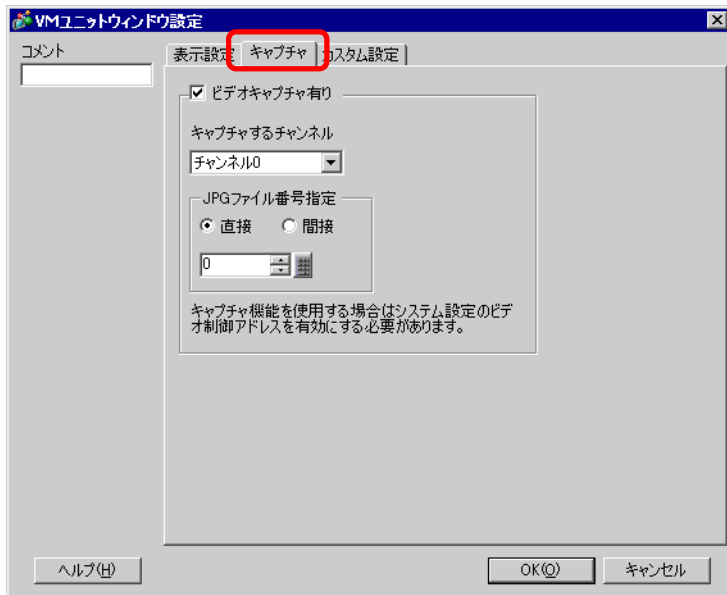 VMユニットウィンドウ設定
コメント
表示設定 キャプチャ カスタム設定
ビデオキャプチャ有り
キャプチャするチャンネル
チャンネル0
JPGファイル番号指定
直接 間接
0
キャプチャ機能を使用する場合はシステム設定のビデ
オ制御アドレスを有効にする必要があります。
ヘルプ(H) OK(O) キャンセル